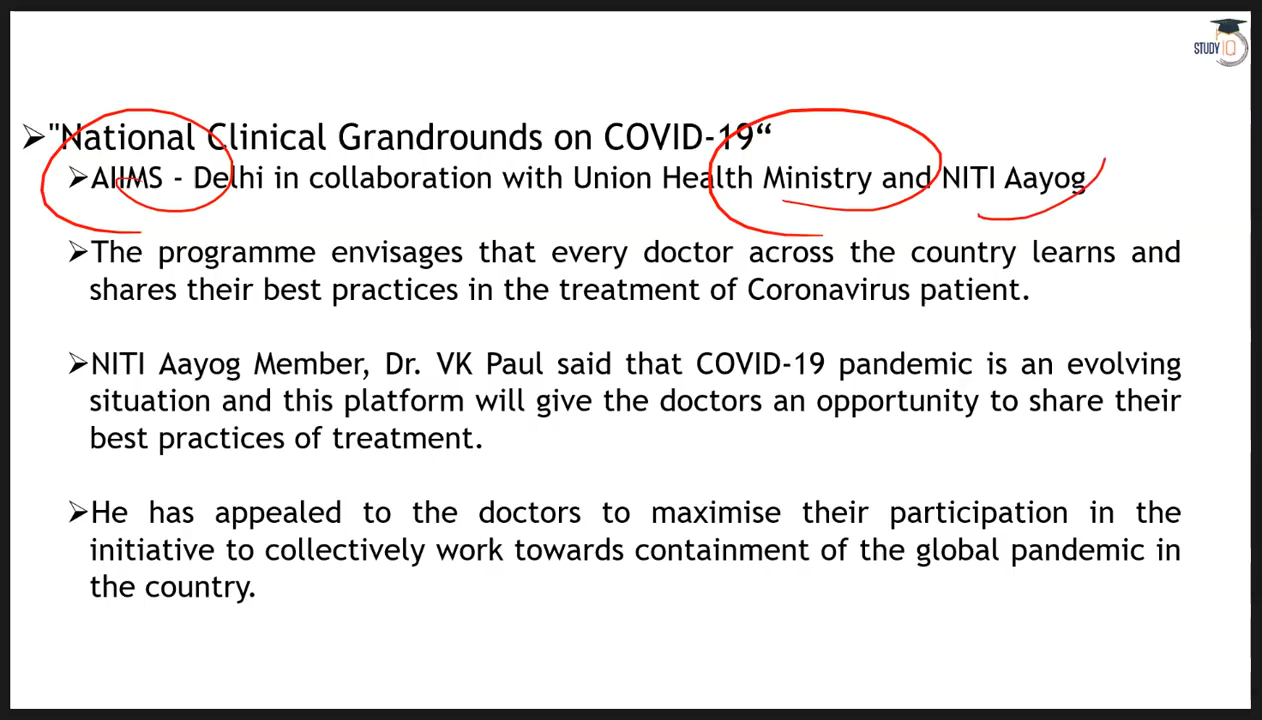 STUDY IQ
➢"National Clinical Grandrounds on COVID-19“
➢AIIMS - Delhi in collaboration with Union Health Ministry and NITI Aayog
➢The programme envisages that every doctor across the country learns and
shares their best practices in the treatment of Coronavirus patient.
➢NITI Aayog Member, Dr. VK Paul said that COVID-19 pandemic is an evolving
situation and this platform will give the doctors an opportunity to share their
best practices of treatment.
➢He has appealed to the doctors to maximise their participation in the
initiative to collectively work towards containment of the global pandemic in
the country.